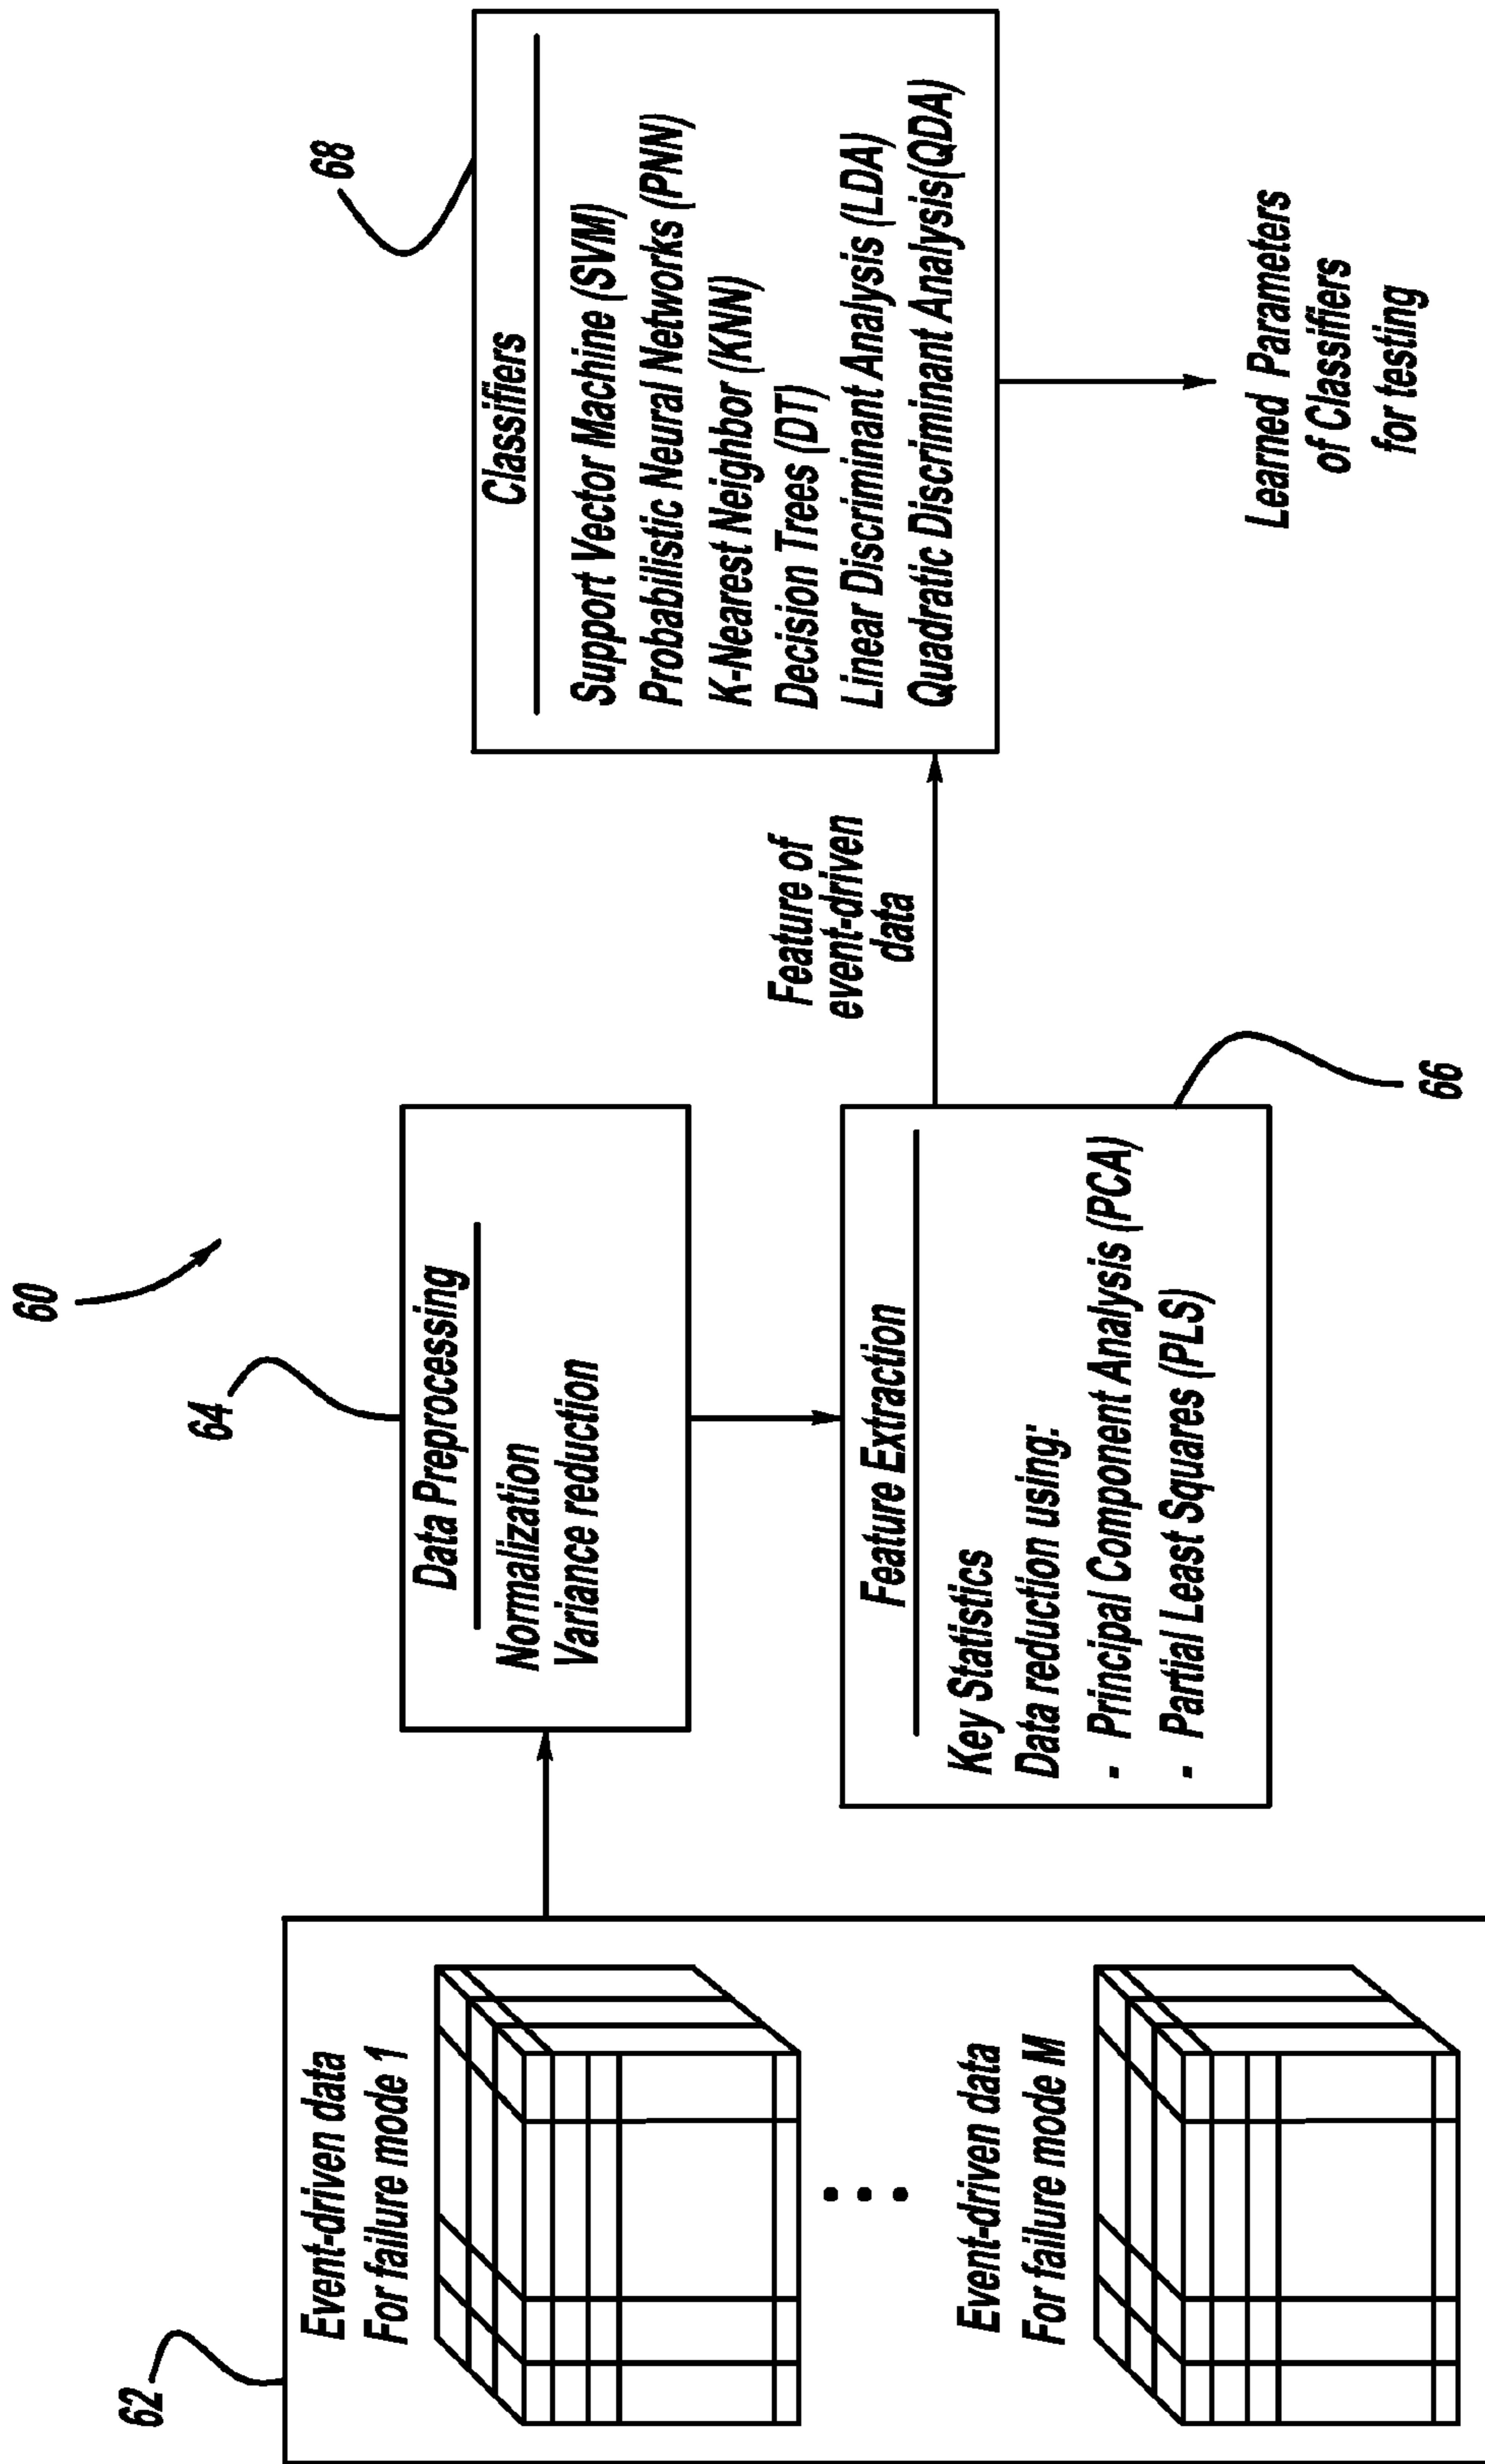 60
62
Event-driven data
For failure mode 1
Event-driven data
For failure mode M
64
Data Preprocessing
Normalization
Variance reduction
Feature Extraction
Key Statistics
Data reduction using:
- Principal Component Analysis (PCA)
- Partial Least Squares (PLS)
66
Feature of
event-driven
data
68
Classifiers
Support Vector Machine (SVM)
Probabilistic Neural Networks (PNN)
K-Nearest Neighbor (KNN)
Decision Trees (DT)
Linear Discriminant Analysis (LDA)
Quadratic Discriminant Analysis(QDA)
Learned Parameters
of Classifiers
for testing